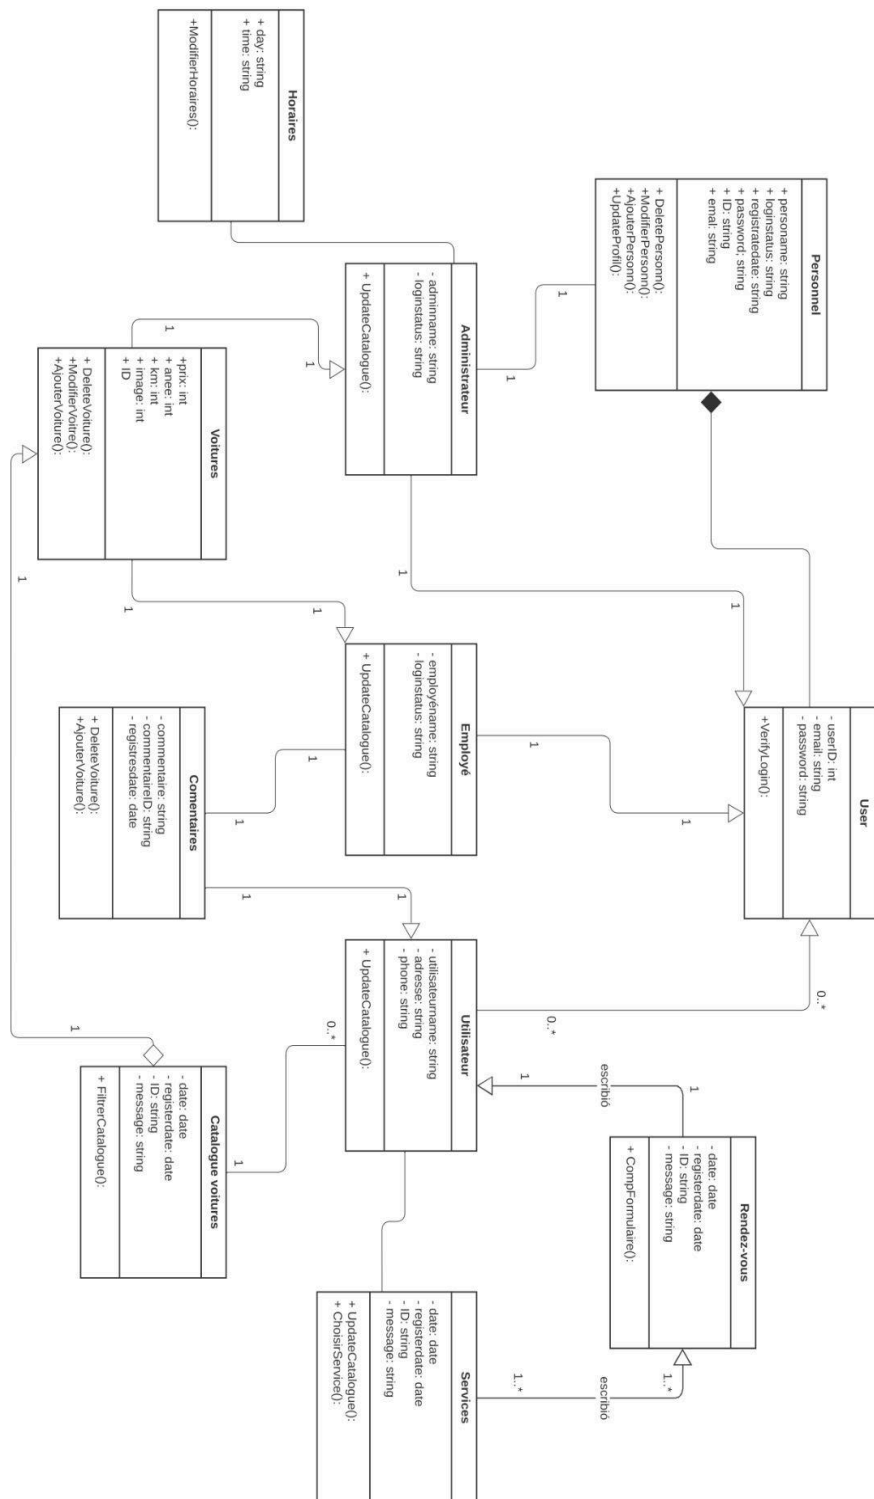 User
- userID: int
- email: string
- password: string
+VerifyLogin():
Personnel
+ personame: string
+ loginstatus: string
+ registratedate: string
+ password; string
+ ID: string
+ emal: string
+ DeletePersonn():
+ModifierPersonn():
+AjouterPersonn():
+UpdateProfil():
Rendez-vous
- date: date
- registerdate: date
- ID: string
- message: string
+ CompFormulaire():
Horaires
+ day: string
+ time: string
+ModifierHoraires():
Administrateur
- adminname: string
- loginstatus: string
+ UpdateCatalogue():
Employé
- employéname: string
- loginstatus: string
+ UpdateCatalogue():
Utilisateur
- utilisateurname: string
- adresse: string
- phone: string
+ UpdateCatalogue():
Services
- date: date
- registerdate: date
- ID: string
- message: string
+ UpdateCatalogue():
+ ChoisirService():
Voitures
+prix: int
+ anee: int
+ km: int
+ image: int
+ ID
+ DeleteVoiture():
+ModifierVoitre():
+AjouterVoiture():
Comentaires
- commentaire: string
- commentaireID: string
- registresdate: date
+ DeleteVoiture():
+AjouterVoiture():
Catalogue voitures
- date: date
- registerdate: date
- ID: string
- message: string
+ FiltrerCatalogue():
1
1
1
1
1
1
0..*
0..*
1
escribió
1
1..*
escribió
1..*
1
1
1
1
1
1
1
1
0..*
1
1
1